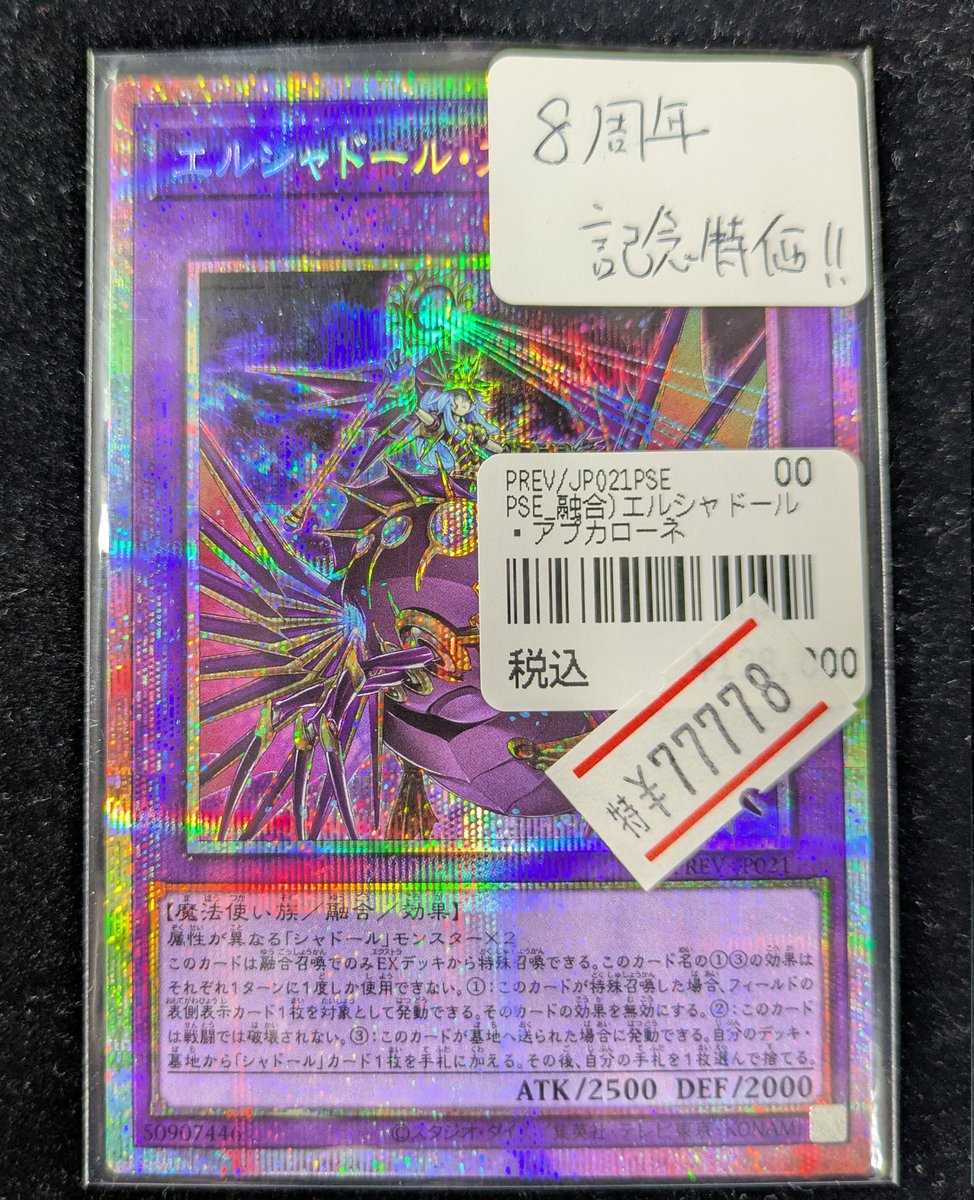 エルシャドール・
8周年
記念特価!!
PREV/JP021PSE 00
PSE_融合)エルシャドール
・アプカローネ
税込 000
特 ¥77778
REV-JP021
【魔法使い族/融合/効果】
属性が異なる「シャドール」モンスター×2
このカードは融合召喚でのみEXデッキから特殊召喚できる。このカード名の①③の効果は
それぞれ1ターンに1度しか使用できない。①:このカードが特殊召喚した場合、フィールドの
表側表示カード1枚を対象として発動できる。そのカードの効果を無効にする。②:このカード
は戦闘では破壊されない。③:このカードが墓地へ送られた場合に発動できる。自分のデッキ・
墓地から「シャドール」カード1枚を手札に加える。その後、自分の手札を1枚選んで捨てる。
ATK/2500 DEF/2000
50907446 ©スタジオ・ダイス/集英社・テレビ東京・KONAMI